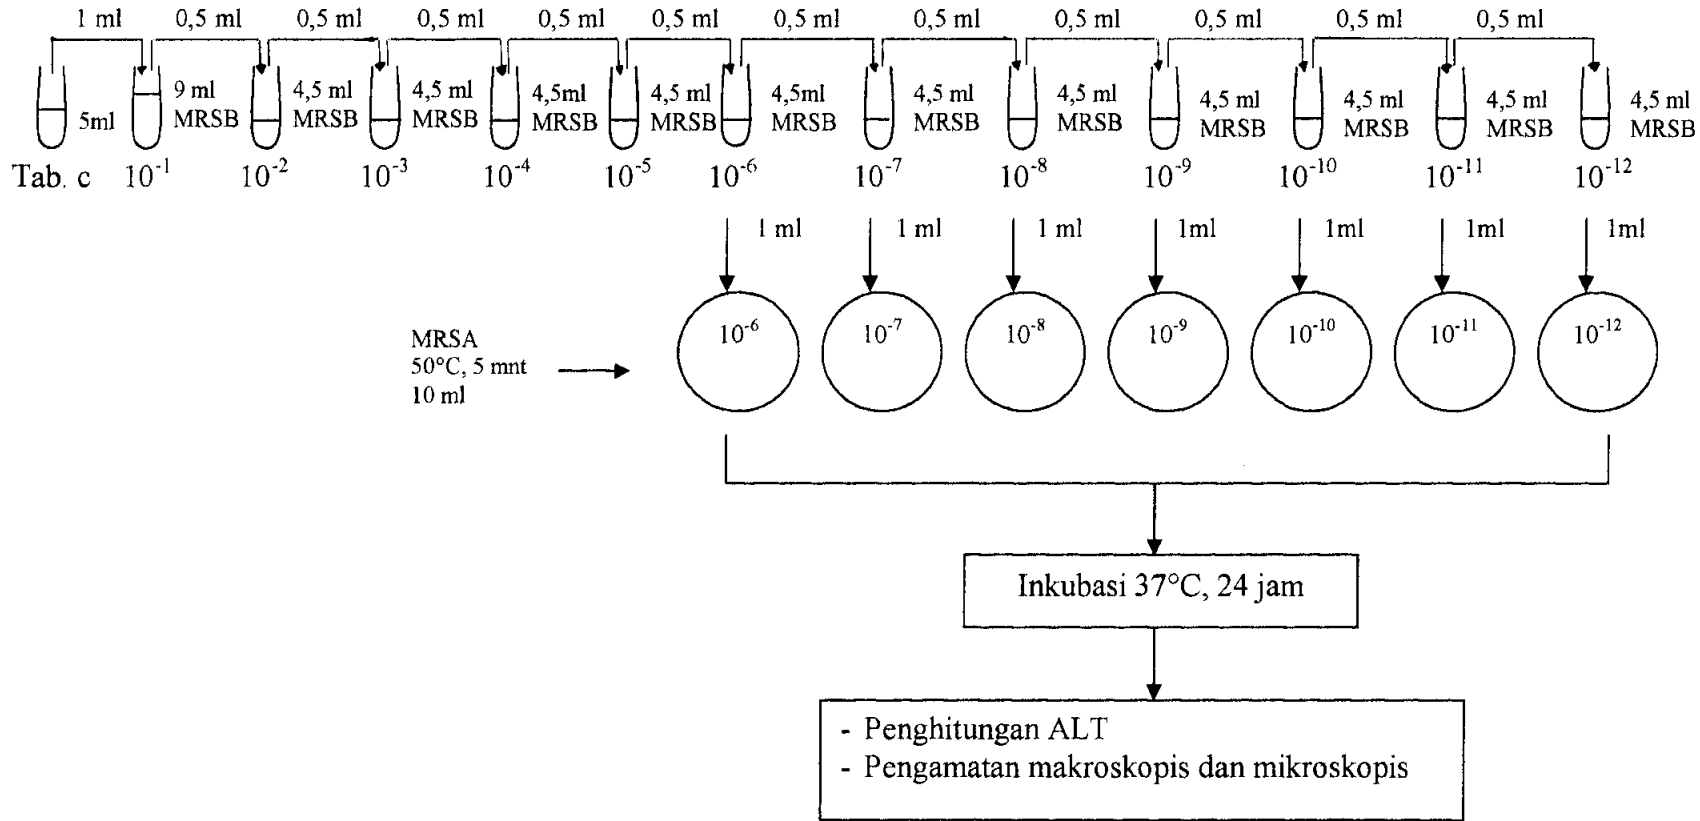 1 ml 0,5 ml 0,5 ml 0,5 ml 0,5 ml 0,5 ml 0,5 ml 0,5 ml 0,5 ml 0,5 ml 0,5 ml 0,5 ml
5ml
9 ml
MRSB
4,5 ml
MRSB
4,5 ml
MRSB
4,5ml
MRSB
4,5 ml
MRSB
4,5ml
MRSB
4,5 ml
MRSB
4,5 ml
MRSB
4,5 ml
MRSB
4,5 ml
MRSB
4,5 ml
MRSB
4,5 ml
MRSB
Tab. c 10⁻¹ 10⁻² 10⁻³ 10⁻⁴ 10⁻⁵ 10⁻⁶ 10⁻⁷ 10⁻⁸ 10⁻⁹ 10⁻¹⁰ 10⁻¹¹ 10⁻¹²
1 ml 1 ml 1 ml 1ml 1ml 1ml 1ml
10⁻⁶ 10⁻⁷ 10⁻⁸ 10⁻⁹ 10⁻¹⁰ 10⁻¹¹ 10⁻¹²
MRSA
50°C, 5 mnt
10 ml
Inkubasi 37°C, 24 jam
- Penghitungan ALT
- Pengamatan makroskopis dan mikroskopis